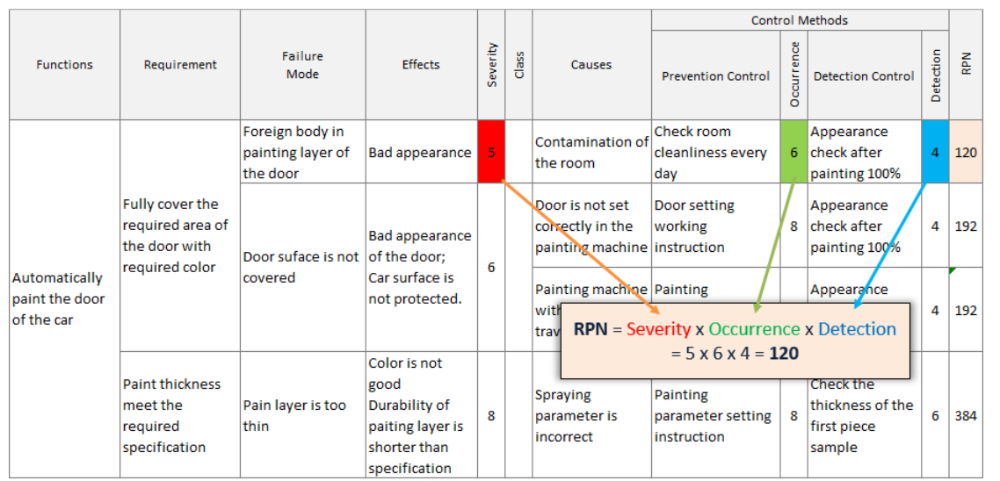 Control Methods
Functions
Requirement
Failure
Mode
Effects
Severity
Class
Causes
Prevention Control
Occurrence
Detection Control
Detection
RPN
Automatically
paint the door
of the car
Fully cover the
required area of
the door with
required color
Foreign body in
painting layer of
the door
Bad appearance
5
Contamination of
the room
Check room
cleanliness every
day
6
Appearance
check after
painting 100%
4
120
Door suface is not
covered
Bad appearance
of the door;
Car surface is
not protected.
6
Door is not set
correctly in the
painting machine
Door setting
working
instruction
8
Appearance
check after
painting 100%
4
192
Painting machine
Painting
Appearance
4
192
RPN = Severity x Occurrence x Detection
= 5 x 6 x 4 = 120
Paint thickness
meet the
required
specification
Pain layer is too
thin
Color is not
good
Durability of
paiting layer is
shorter than
specification
8
Spraying
parameter is
incorrect
Painting
parameter setting
instruction
8
Check the
thickness of the
first piece
sample
6
384